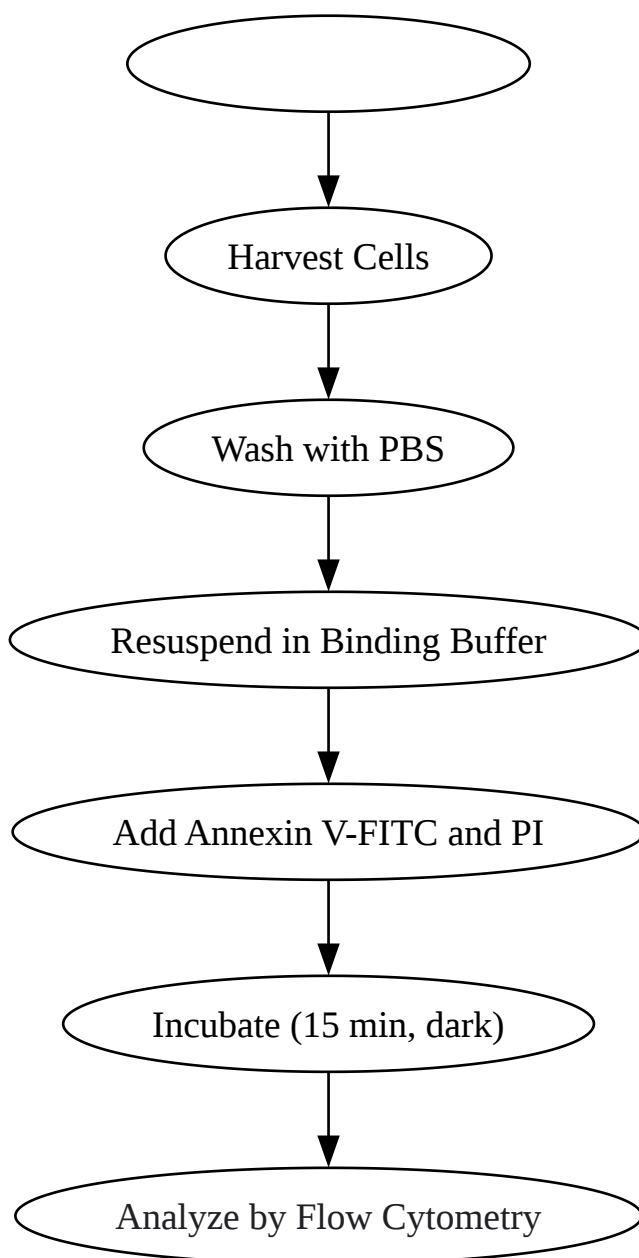 Harvest Cells
Wash with PBS
Resuspend in Binding Buffer
Add Annexin V-FITC and PI
Incubate (15 min, dark)
Analyze by Flow Cytometry